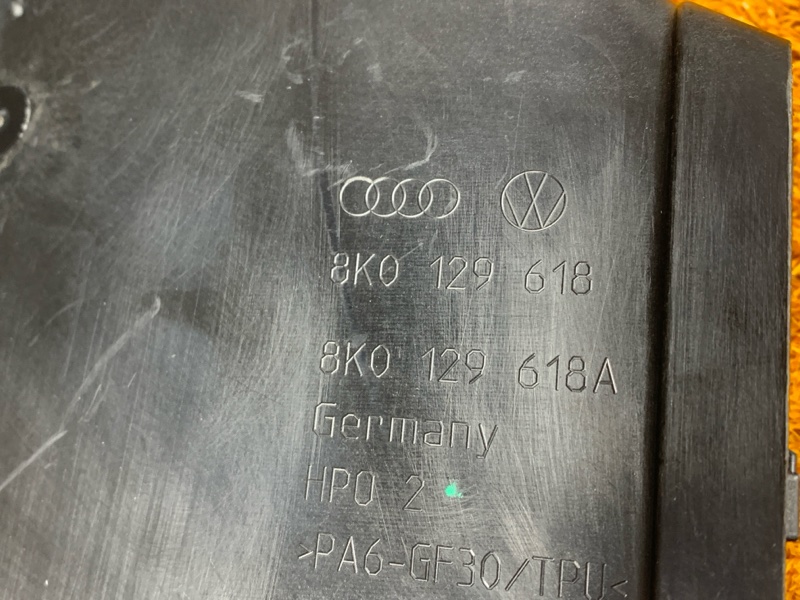 8K0 129 618
8K0 129 618A
Germany
HPO 2
>PA6-GF30/TPU<